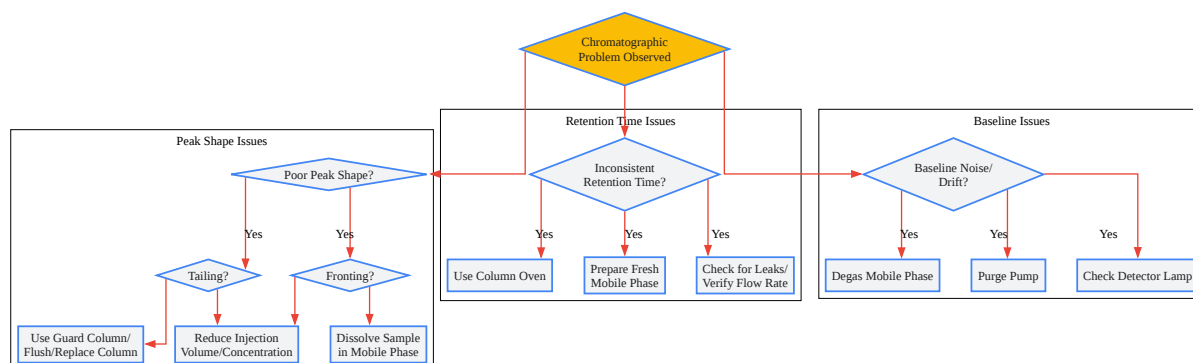 Chromatographic
Problem Observed
Peak Shape Issues
Poor Peak Shape?
Yes
Yes
Tailing?
Fronting?
Use Guard Column/
Flush/Replace Column
Reduce Injection
Volume/Concentration
Dissolve Sample
in Mobile Phase
Retention Time Issues
Inconsistent
Retention Time?
Yes
Yes
Yes
Use Column Oven
Prepare Fresh
Mobile Phase
Check for Leaks/
Verify Flow Rate
Baseline Issues
Baseline Noise/
Drift?
Yes
Yes
Yes
Degas Mobile Phase
Purge Pump
Check Detector Lamp